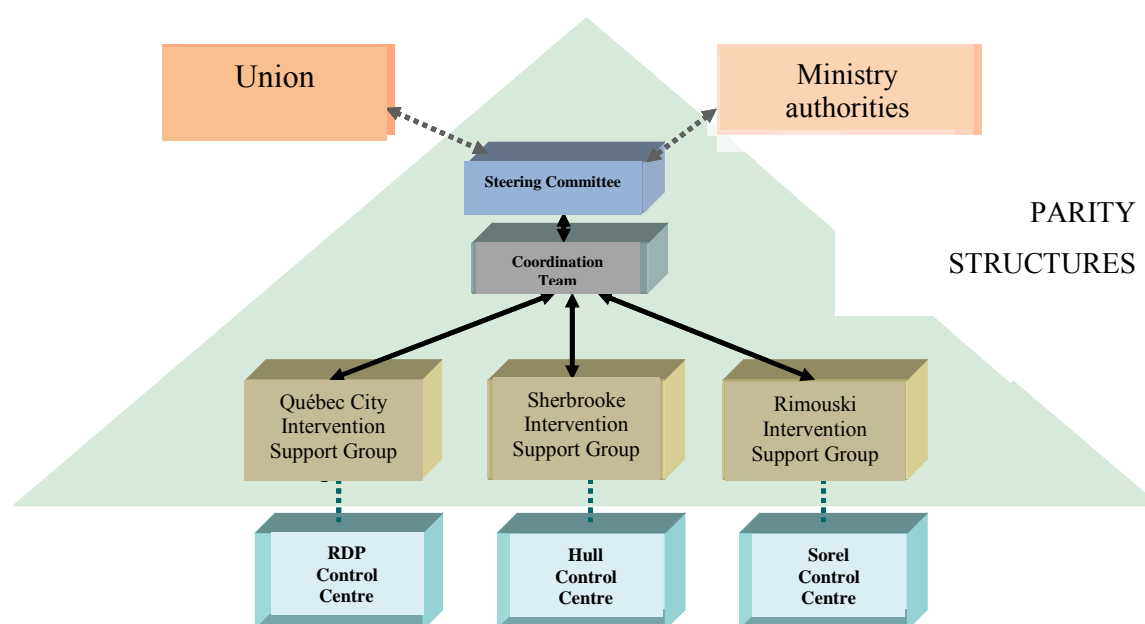 Union
Ministry
authorities
Steering Committee
PARITY
STRUCTURES
Coordination
Team
Québec City
Intervention
Support Group
Sherbrooke
Intervention
Support Group
Rimouski
Intervention
Support Group
RDP
Control
Centre
Hull
Control
Centre
Sorel
Control
Centre